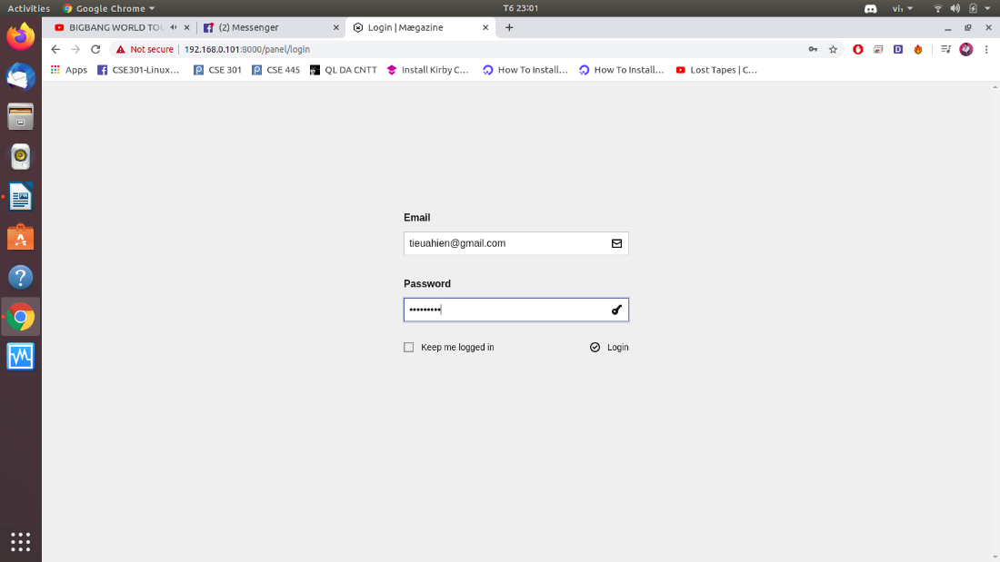 Activities Google Chrome T6 23:01 vi₁
BIGBANG WORLD TOU (2) Messenger Login | Mægazine
Not secure 192.168.0.101:8000/panel/login
Apps CSE301-Linux... CSE 301 CSE 445 QL DA CNTT Install Kirby C... How To Install... How To Install... Lost Tapes | C...
Email
tieuahien@gmail.com
Password
•••••••••
Keep me logged in Login